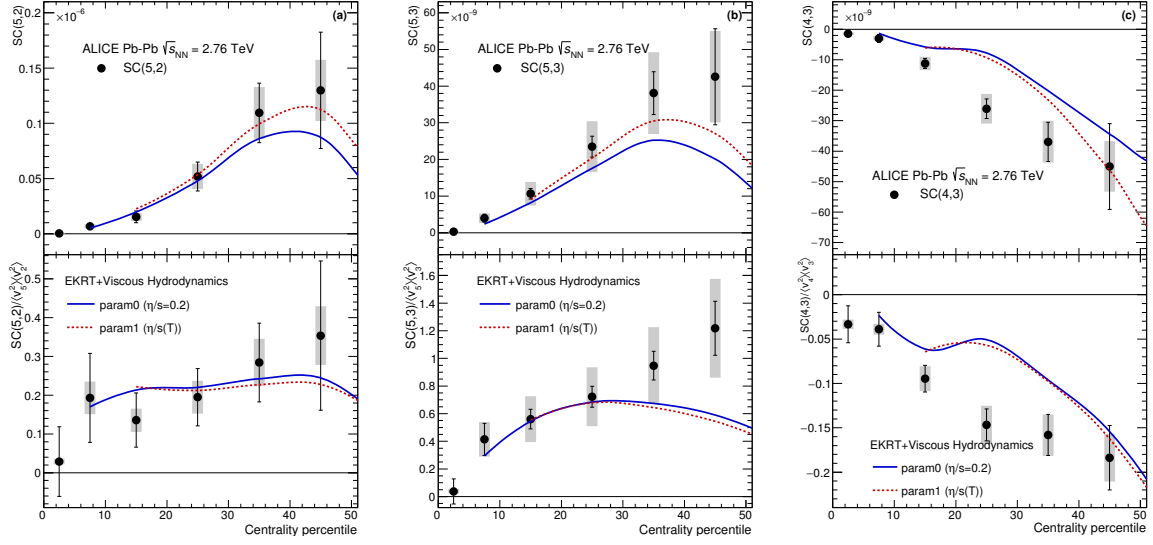 ×10⁻⁶
(a)
SC(5,2)
0.2
0.15
0.1
0.05
0
ALICE Pb-Pb √s_NN = 2.76 TeV
SC(5,2)
SC(5,2)/⟨v₅²⟩⟨v₂²⟩
0.5
0.4
0.3
0.2
0.1
0
EKRT+Viscous Hydrodynamics
param0 (η/s=0.2)
param1 (η/s(T))
0 10 20 30 40 50
Centrality percentile
×10⁻⁹
(b)
SC(5,3)
50
40
30
20
10
0
ALICE Pb-Pb √s_NN = 2.76 TeV
SC(5,3)
SC(5,3)/⟨v₅²⟩⟨v₃²⟩
1.6
1.4
1.2
1
0.8
0.6
0.4
0.2
0
EKRT+Viscous Hydrodynamics
param0 (η/s=0.2)
param1 (η/s(T))
0 10 20 30 40 50
Centrality percentile
×10⁻⁹
(c)
SC(4,3)
0
−10
−20
−30
−40
−50
−60
−70
ALICE Pb-Pb √s_NN = 2.76 TeV
SC(4,3)
SC(4,3)/⟨v₄²⟩⟨v₃²⟩
0
−0.05
−0.1
−0.15
−0.2
EKRT+Viscous Hydrodynamics
param0 (η/s=0.2)
param1 (η/s(T))
0 10 20 30 40 50
Centrality percentile